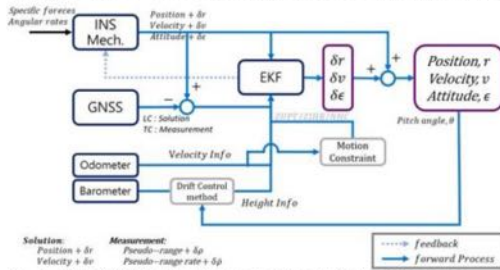 Specific foreces
Angular rates
INS
Mech.
Position + δr
Velocity + δv
Attitude + δϵ
EKF
δr
δv
δϵ
Position, r
Velocity, v
Attitude, ϵ
GNSS
LC : Solution
TC : Measurement
Pitch angle, θ
Odometer
Velocity Info
Motion
Constraint
Barometer
Drift Control
method
Height Info
Solution:
Position + δr
Velocity + δv
Measurement:
Pseudo-range + δρ
Pseudo-range rate + δρ̇
feedback
forward Process